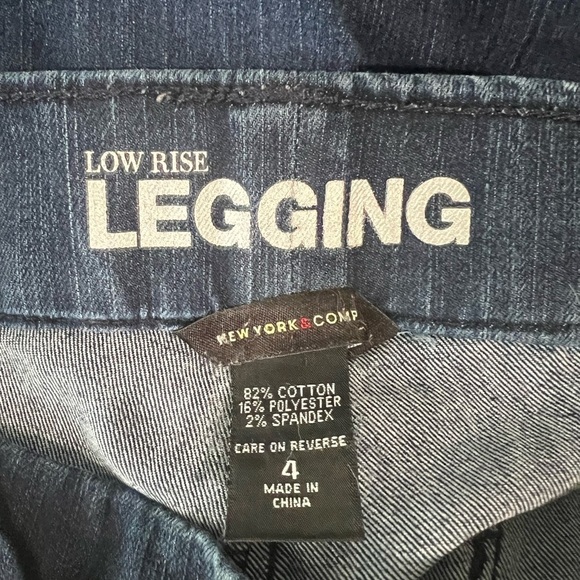 LOW RISE
LEGGING
NEW YORK & COMP
82% COTTON
16% POLYESTER
2% SPANDEX
CARE ON REVERSE
4
MADE IN
CHINA